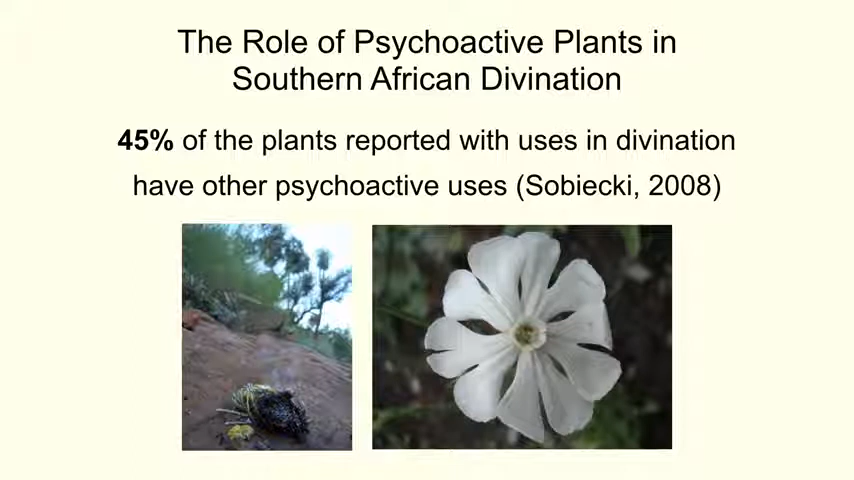 The Role of Psychoactive Plants in
Southern African Divination
45% of the plants reported with uses in divination
have other psychoactive uses (Sobiecki, 2008)